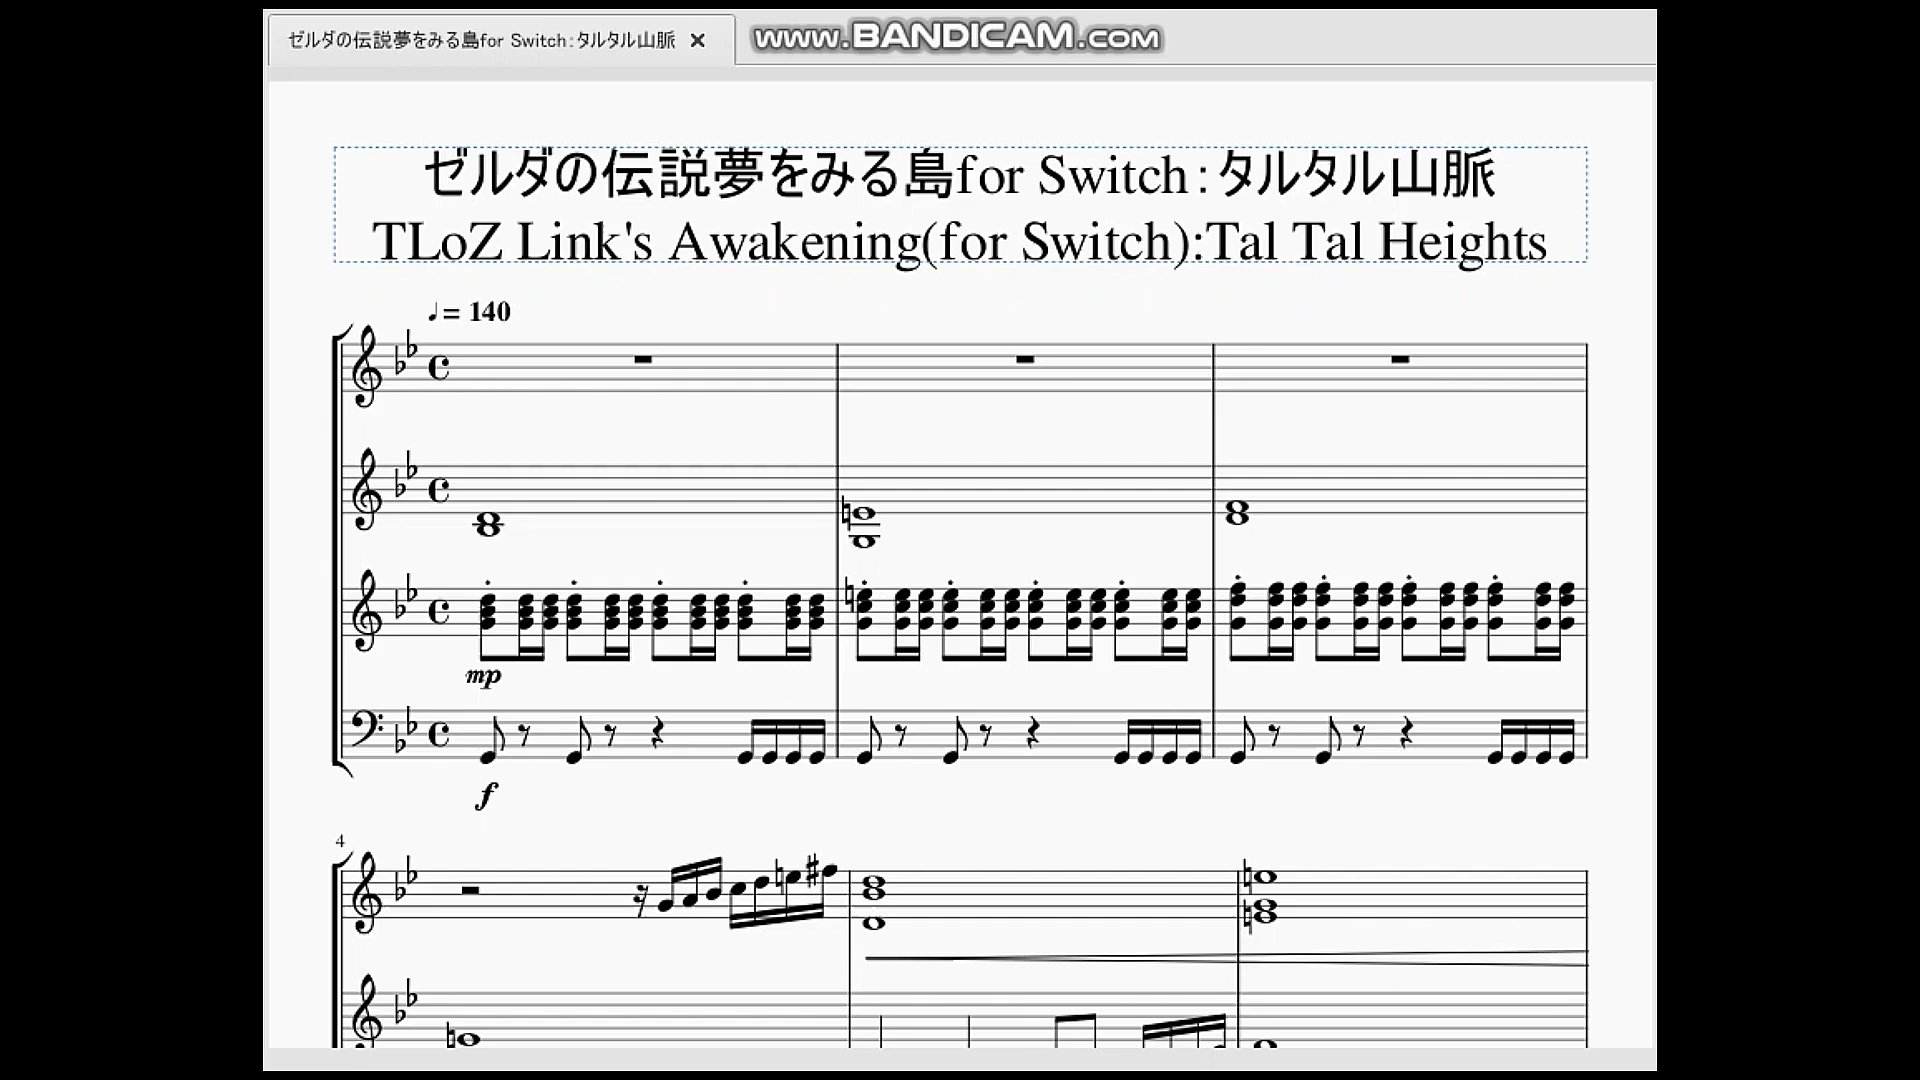 ゼルダの伝説夢をみる島for Switch：タルタル山脈
www.BANDICAM.com
ゼルダの伝説夢をみる島for Switch：タルタル山脈
TLoZ Link's Awakening(for Switch):Tal Tal Heights
♩= 140
mp
f
4